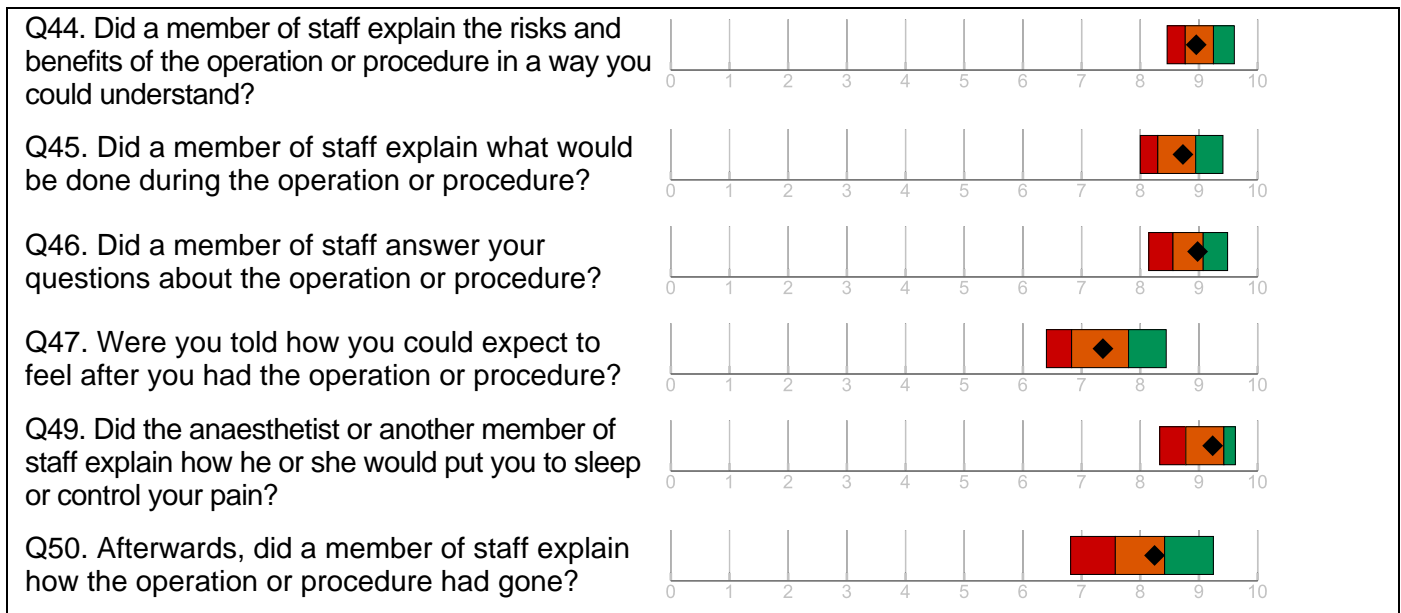 Q44. Did a member of staff explain the risks and
benefits of the operation or procedure in a way you
could understand?
0 1 2 3 4 5 6 7 8 9 10
Q45. Did a member of staff explain what would
be done during the operation or procedure?
0 1 2 3 4 5 6 7 8 9 10
Q46. Did a member of staff answer your
questions about the operation or procedure?
0 1 2 3 4 5 6 7 8 9 10
Q47. Were you told how you could expect to
feel after you had the operation or procedure?
0 1 2 3 4 5 6 7 8 9 10
Q49. Did the anaesthetist or another member of
staff explain how he or she would put you to sleep
or control your pain?
0 1 2 3 4 5 6 7 8 9 10
Q50. Afterwards, did a member of staff explain
how the operation or procedure had gone?
0 1 2 3 4 5 6 7 8 9 10